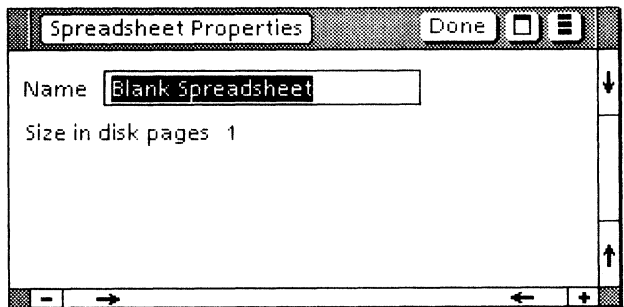 Spreadsheet Properties Done
Name Blank Spreadsheet
Size in disk pages 1